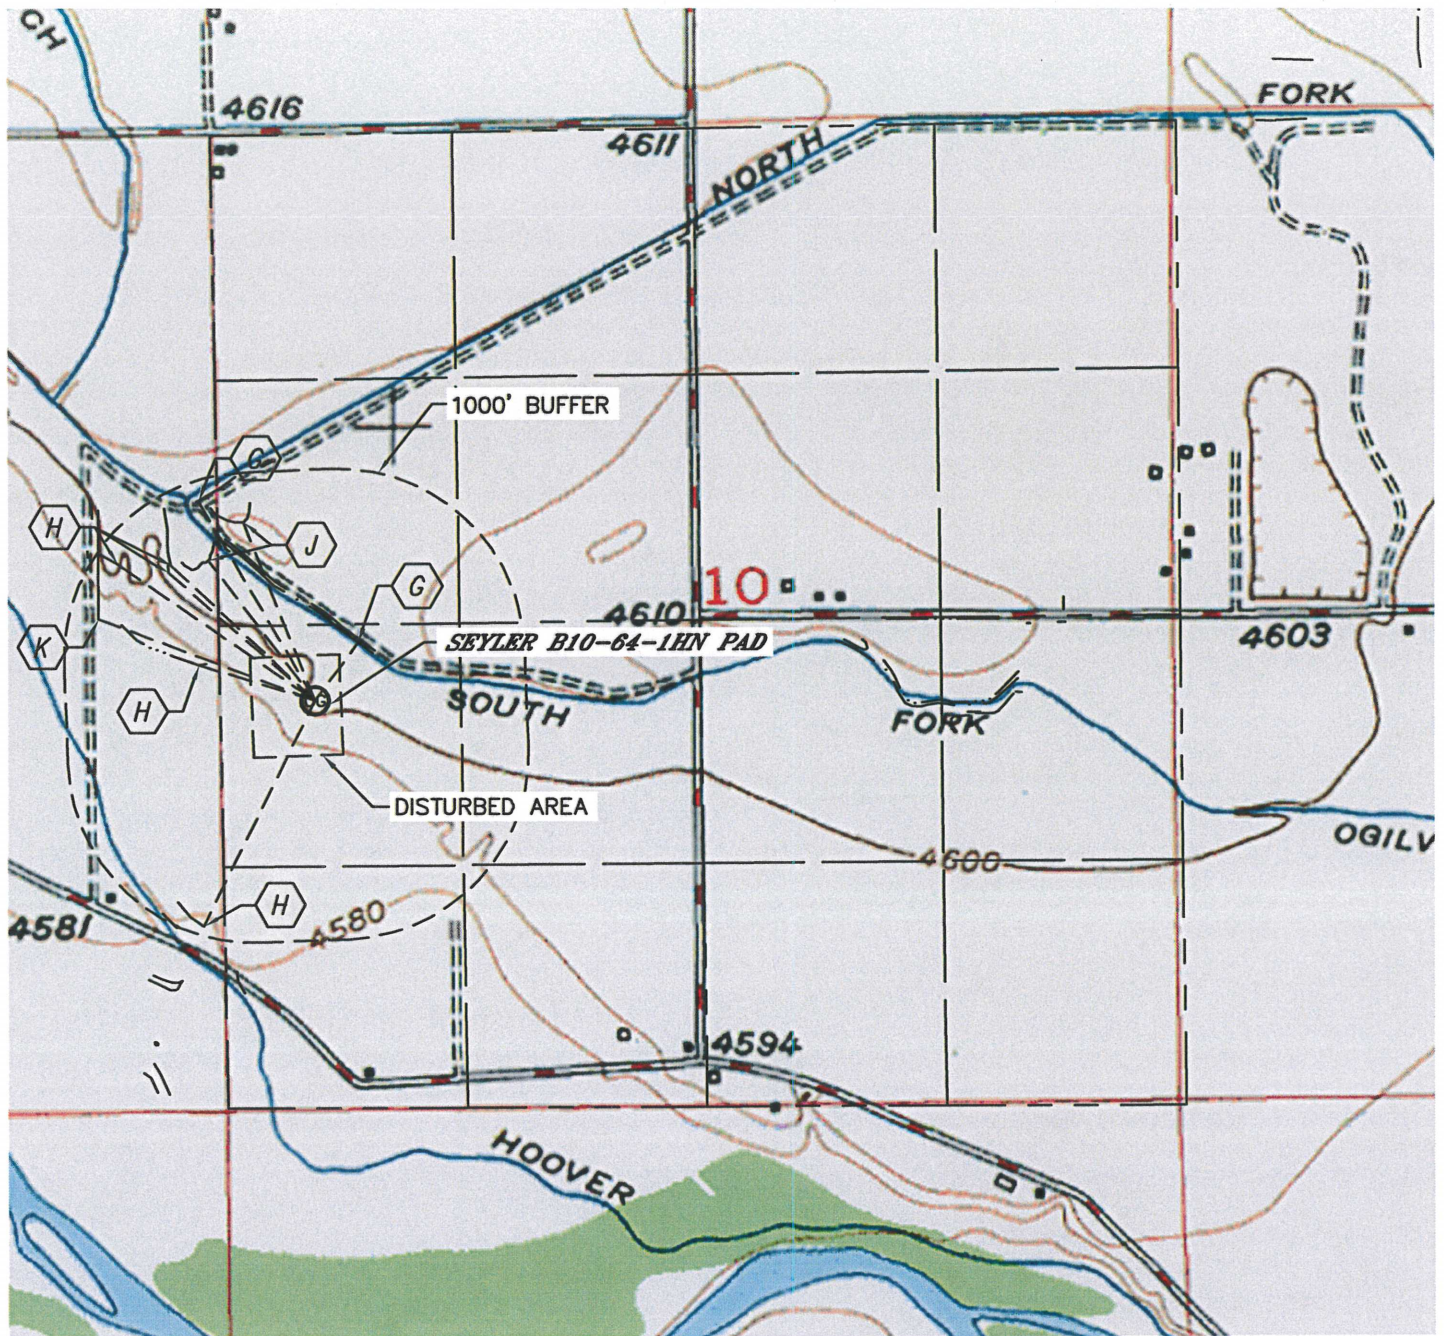 CH
4616
FORK
4611
NORTH
1000' BUFFER
G
H
J
G
10
4610
4603
K
SEYLER B10-64-1HN PAD
G
H
SOUTH
FORK
DISTURBED AREA
OGILV
4600
H
4580
4581
4594
HOOVER